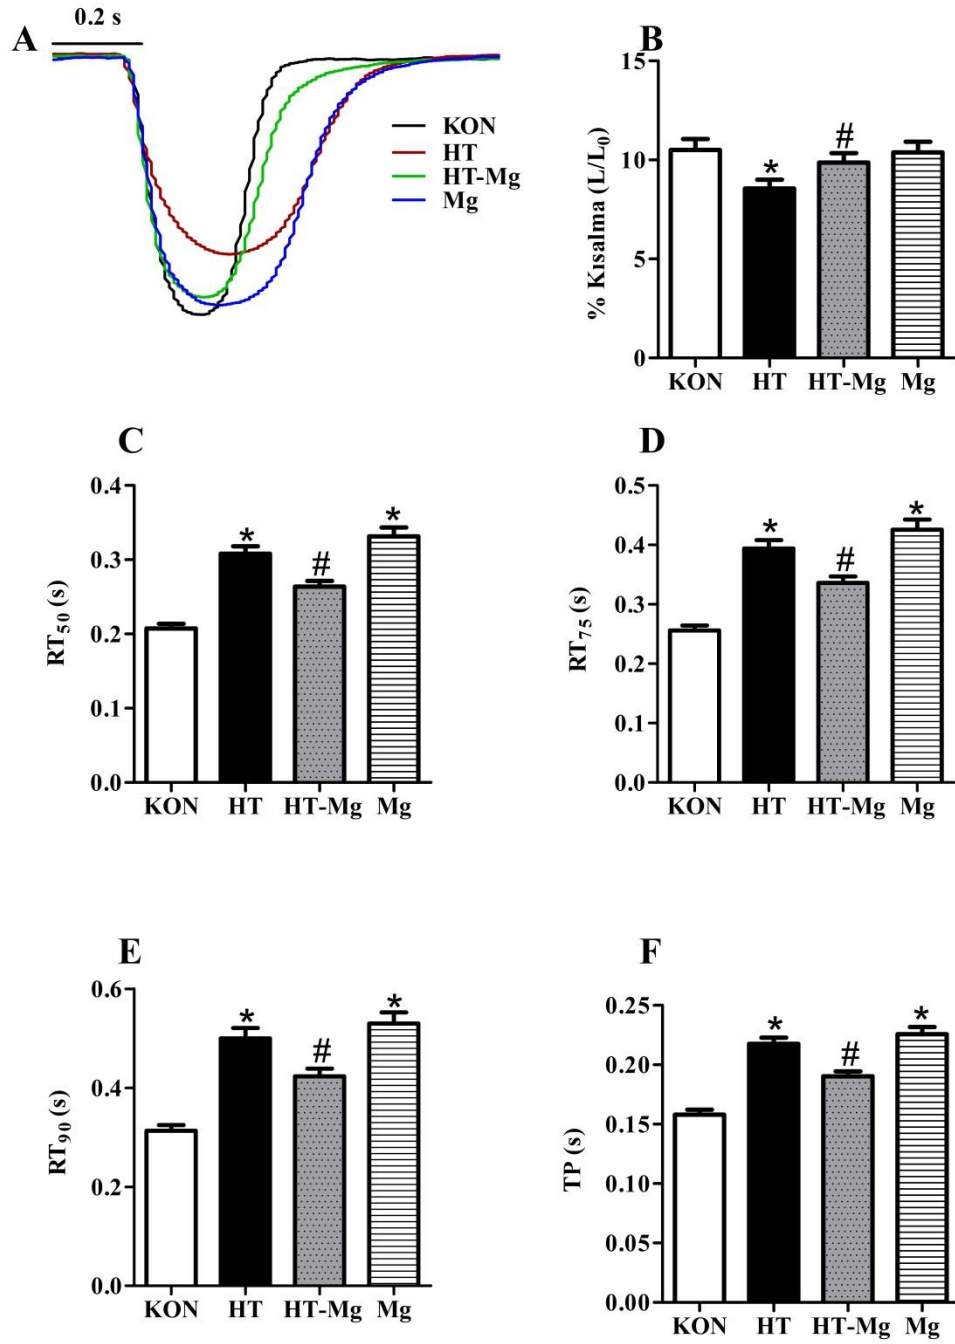 A
0.2 s
KON
HT
HT-Mg
Mg
B
% Kısalma (L/L0)
15
10
5
0
*
#
KON HT HT-Mg Mg
C
RT50 (s)
0.4
0.3
0.2
0.1
0.0
*
#
*
KON HT HT-Mg Mg
D
RT75 (s)
0.5
0.4
0.3
0.2
0.1
0.0
*
#
*
KON HT HT-Mg Mg
E
RT90 (s)
0.6
0.4
0.2
0.0
*
#
*
KON HT HT-Mg Mg
F
TP (s)
0.25
0.20
0.15
0.10
0.05
0.00
*
#
*
KON HT HT-Mg Mg